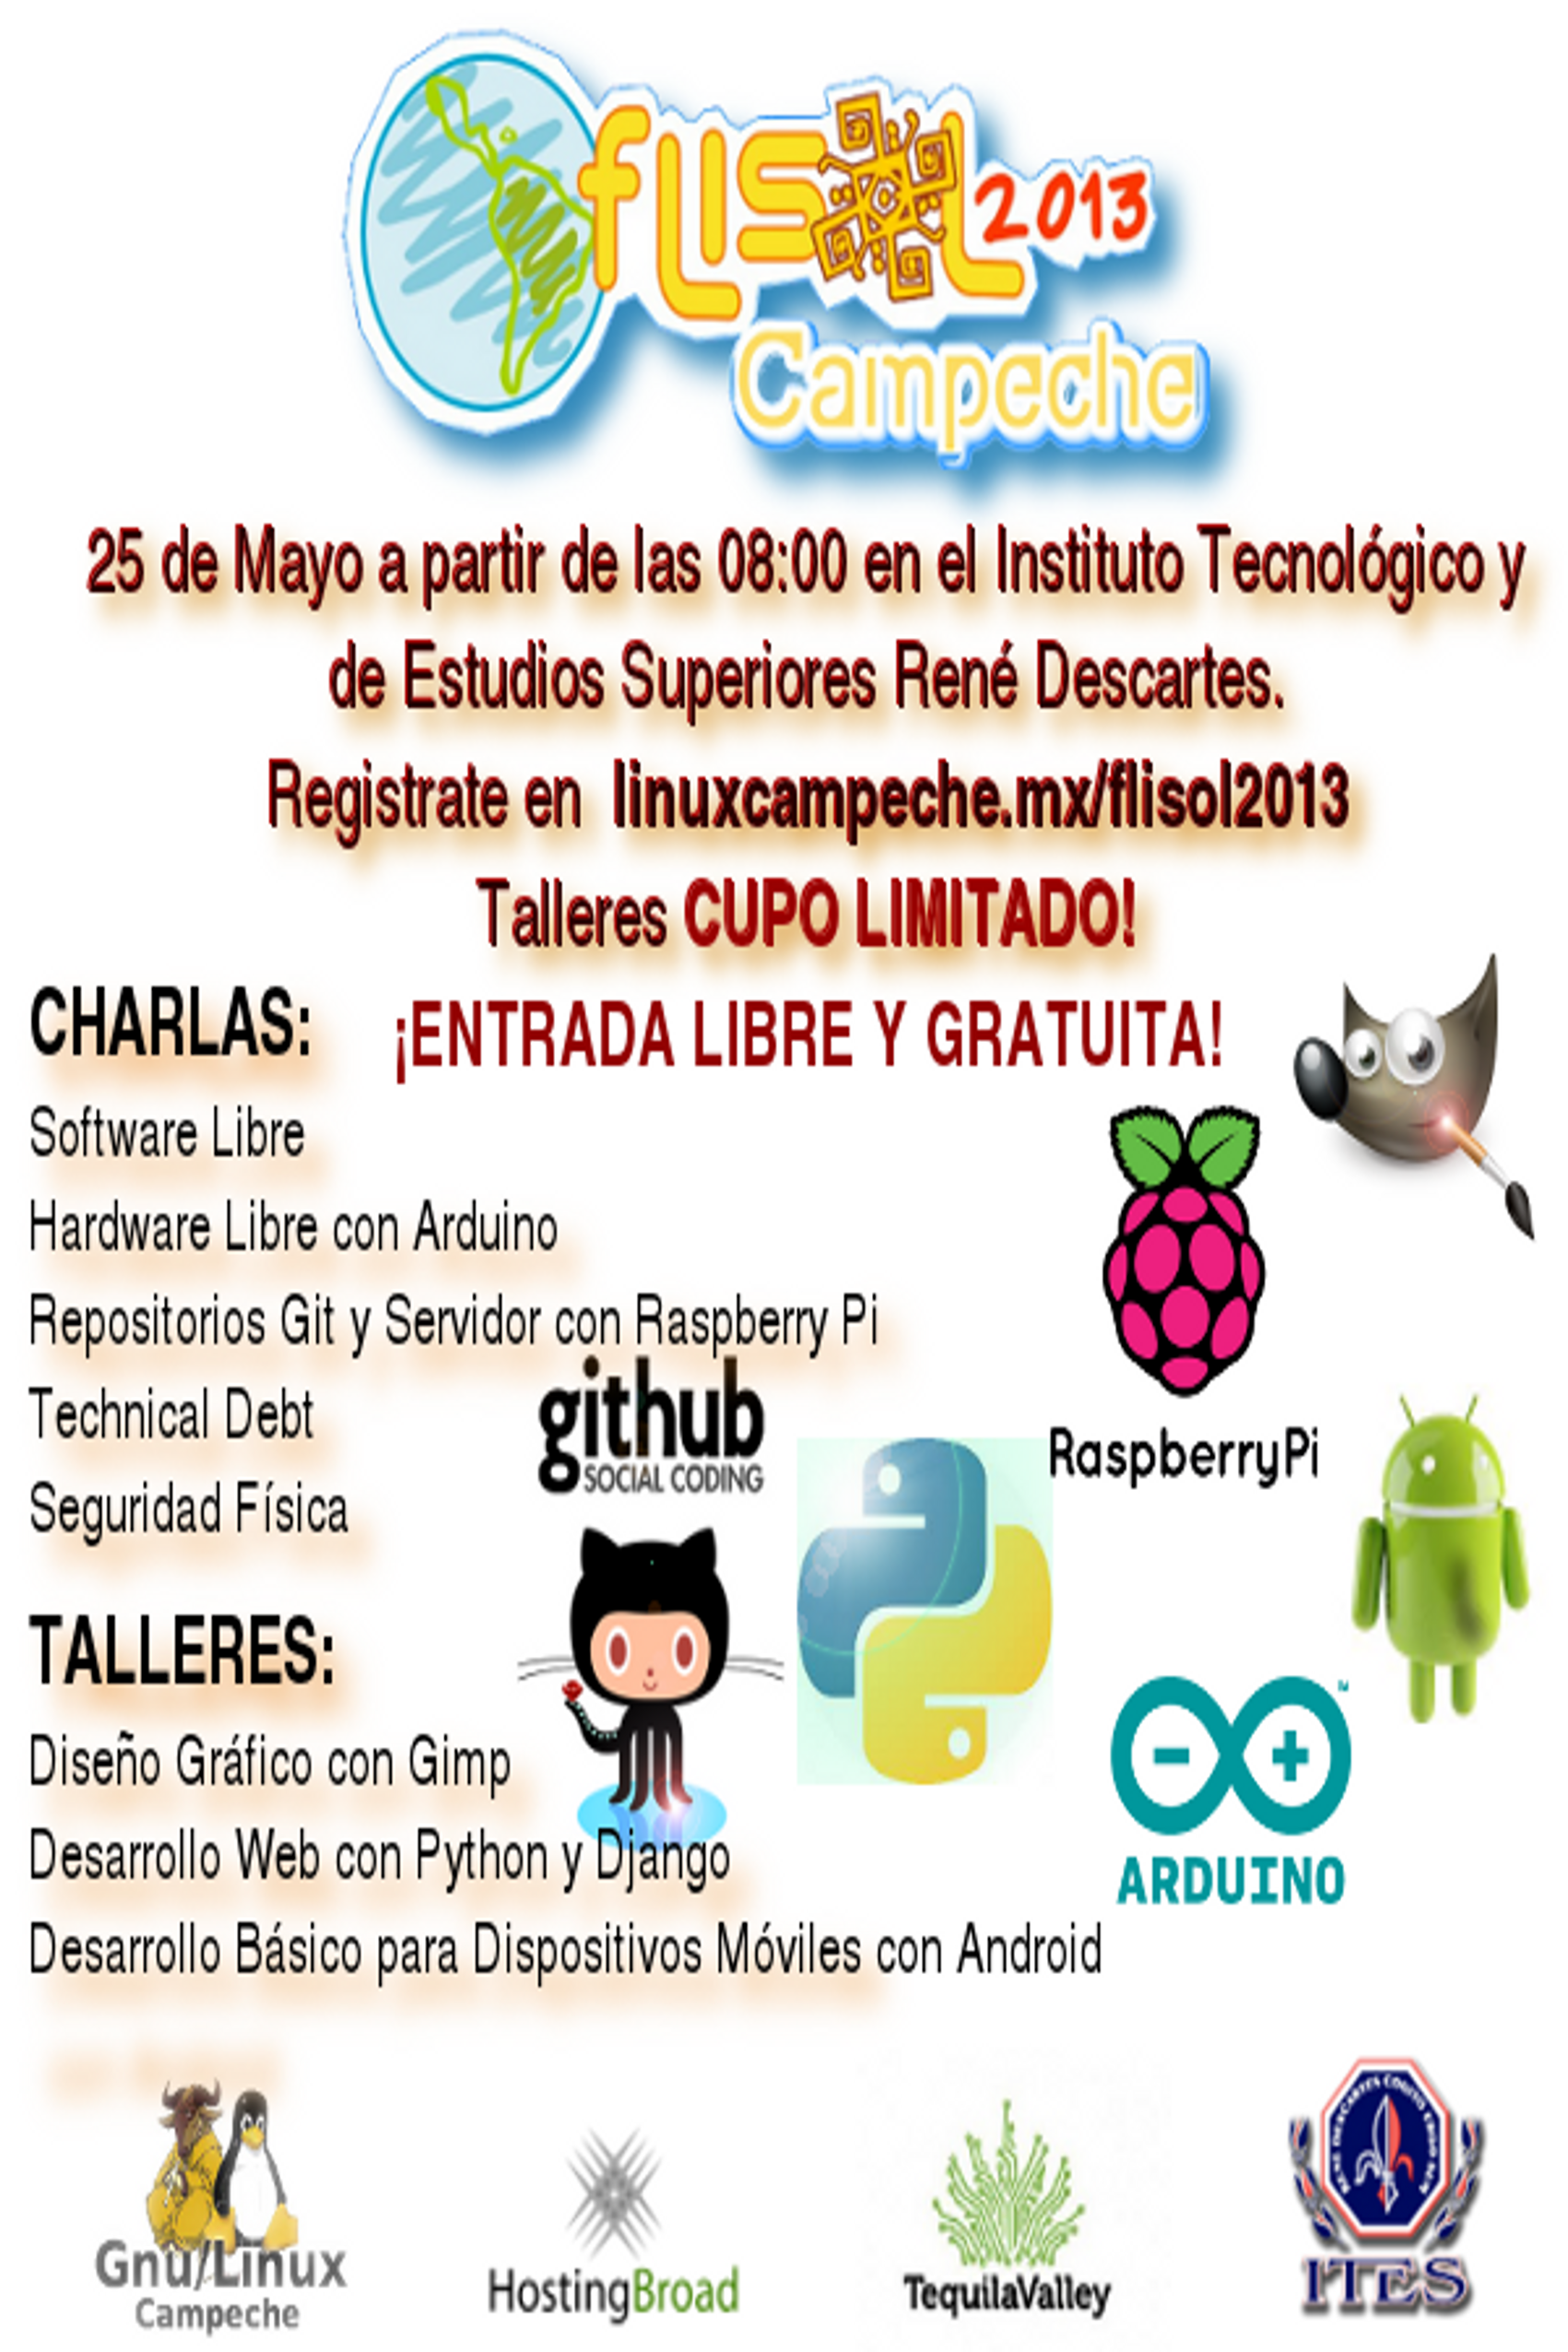 flisol 2013
Campeche
25 de Mayo a partir de las 08:00 en el Instituto Tecnológico y
de Estudios Superiores René Descartes.
Registrate en linuxcampeche.mx/flisol2013
Talleres CUPO LIMITADO!
¡ENTRADA LIBRE Y GRATUITA!
CHARLAS:
Software Libre
Hardware Libre con Arduino
Repositorios Git y Servidor con Raspberry Pi
Technical Debt
Seguridad Física
github
SOCIAL CODING
RaspberryPi
TALLERES:
Diseño Gráfico con Gimp
Desarrollo Web con Python y Django
Desarrollo Básico para Dispositivos Móviles con Android
ARDUINO
Gnu/Linux
Campeche
HostingBroad
TequilaValley
ITES